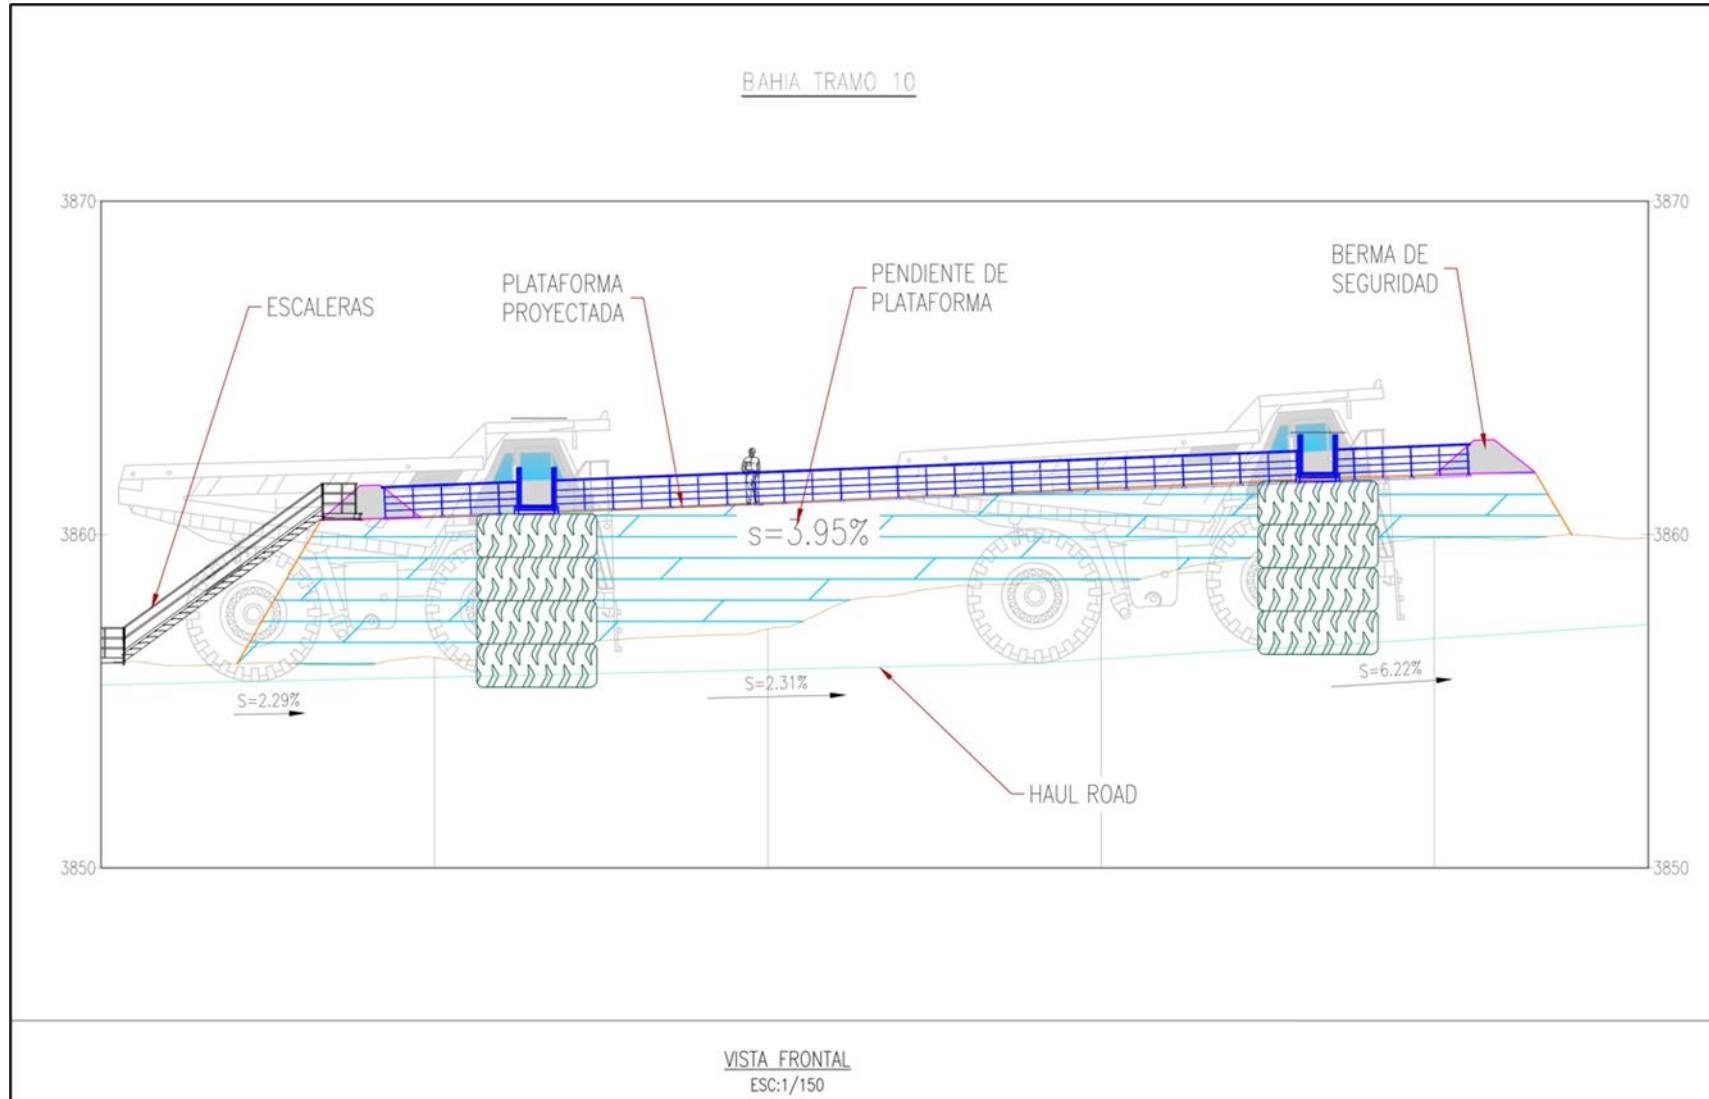 BAHIA TRAMO 10
3870
3870
ESCALERAS
PLATAFORMA
PROYECTADA
PENDIENTE DE
PLATAFORMA
BERMA DE
SEGURIDAD
3860
s=3.95%
3860
S=2.29%
S=2.31%
S=6.22%
HAUL ROAD
3850
3850
VISTA FRONTAL
ESC:1/150